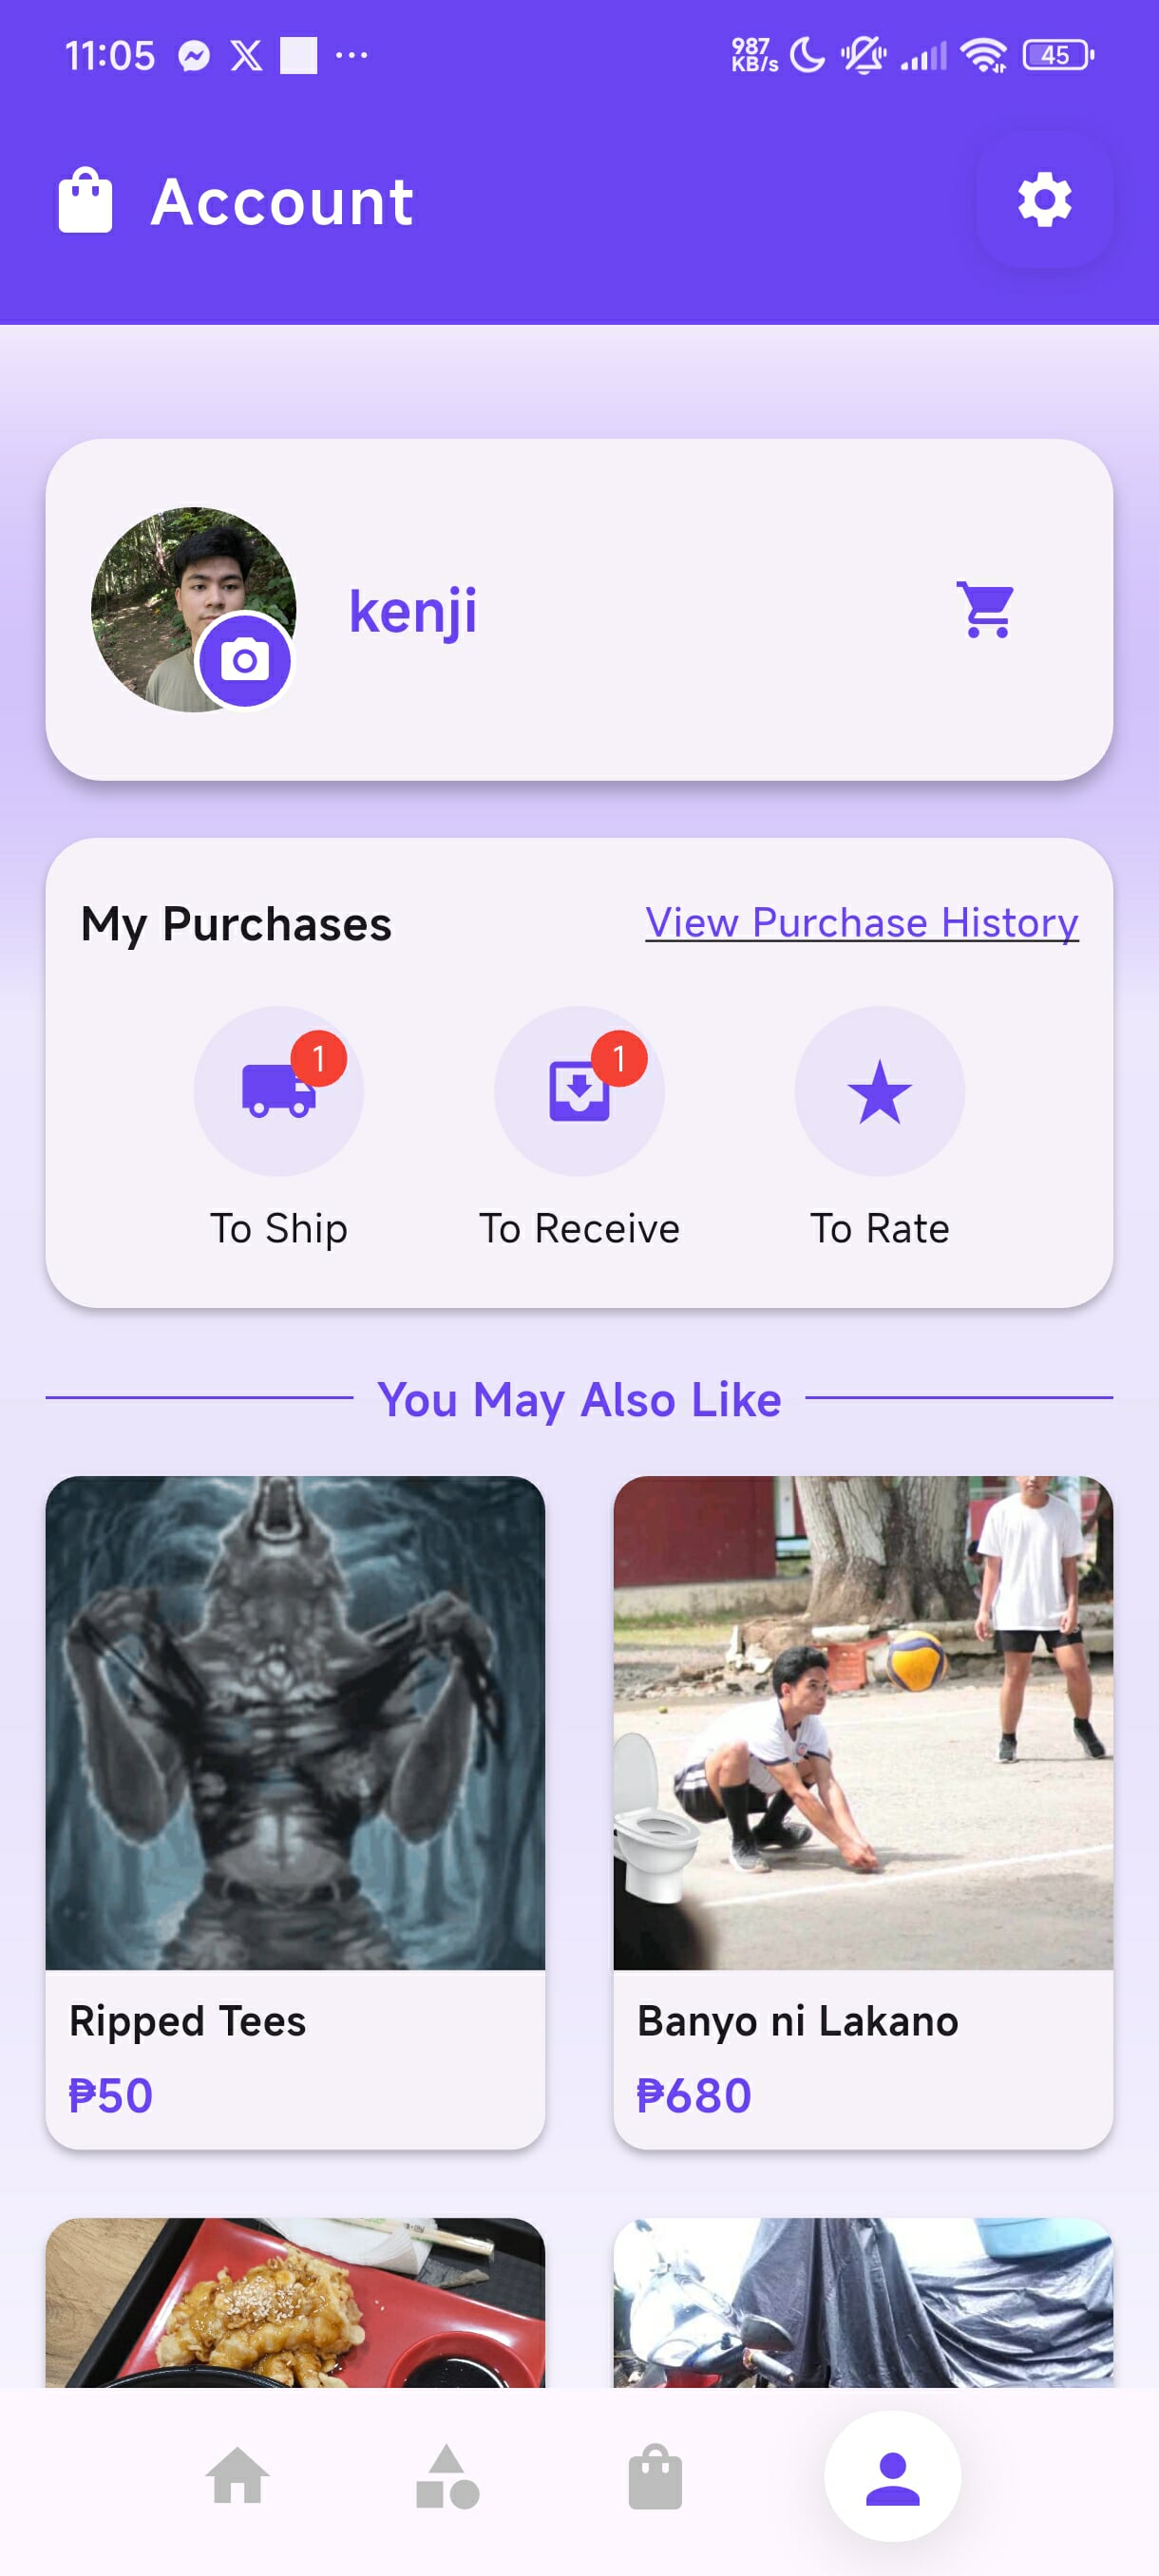 11:05
987
KB/s
45
Account
kenji
My Purchases
View Purchase History
1
1
To Ship
To Receive
To Rate
You May Also Like
Ripped Tees
₱50
Banyo ni Lakano
₱680